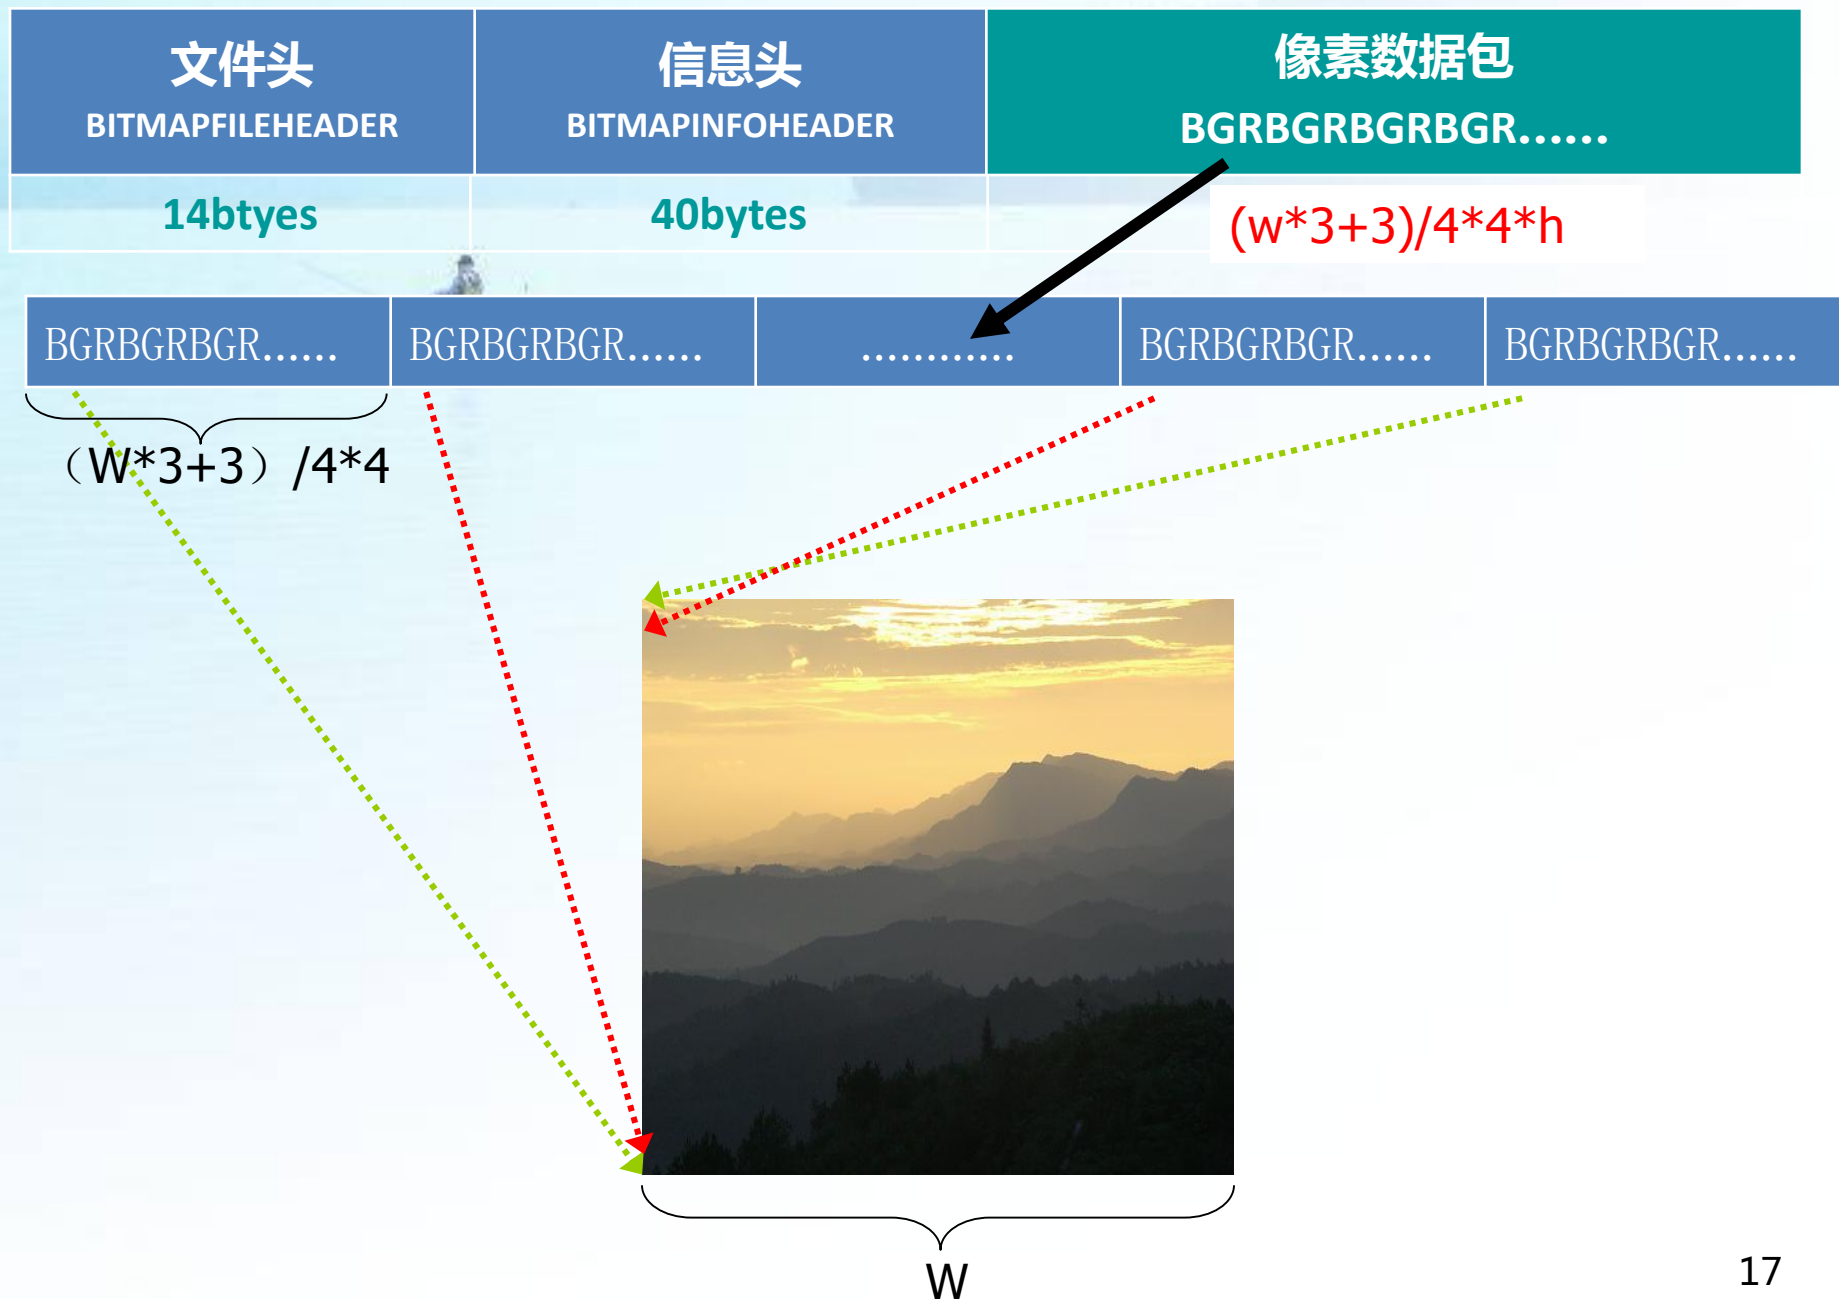 文件头
BITMAPFILEHEADER
信息头
BITMAPINFOHEADER
像素数据包
BGRBGRBGRBGR......
14btyes
40bytes
(w*3+3)/4*4*h
BGRBGRBGR......
BGRBGRBGR......
............
BGRBGRBGR......
BGRBGRBGR......
（W*3+3）/4*4
W
17